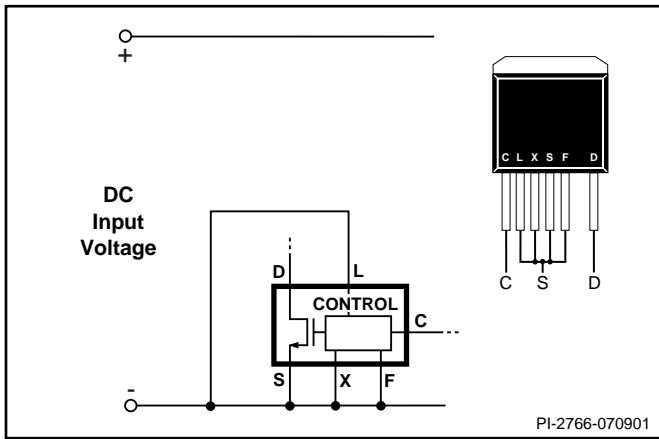 +
DC
Input
Voltage
C L X S F D
C S D
D L
CONTROL
C
S X F
-
PI-2766-070901